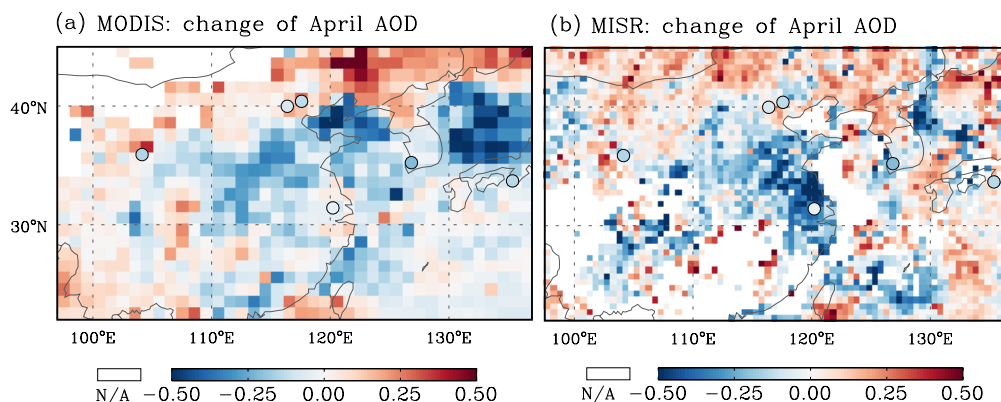 (a) MODIS: change of April AOD
(b) MISR: change of April AOD
40°N
30°N
100°E 110°E 120°E 130°E
40°N
30°N
100°E 110°E 120°E 130°E
N/A −0.50 −0.25 0.00 0.25 0.50
N/A −0.50 −0.25 0.00 0.25 0.50